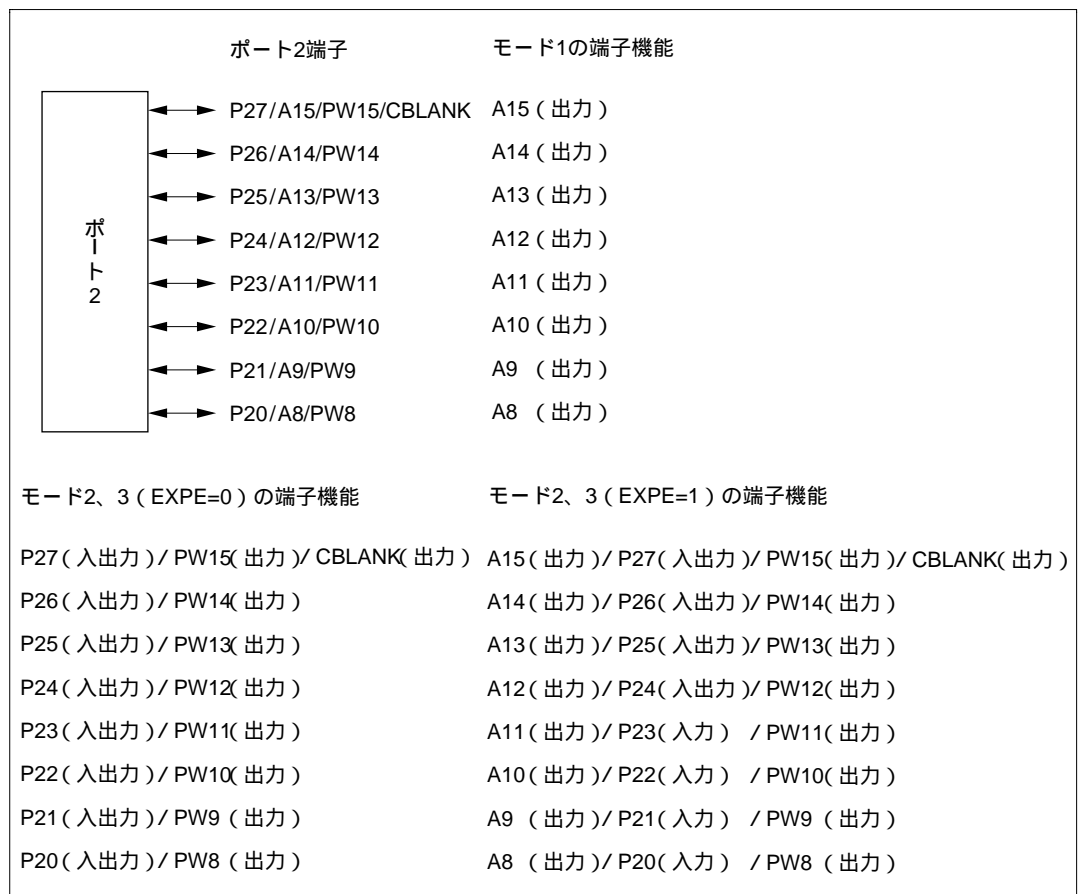 ポート2端子 モード1の端子機能
ポート2
P27/A15/PW15/CBLANK A15(出力)
P26/A14/PW14 A14(出力)
P25/A13/PW13 A13(出力)
P24/A12/PW12 A12(出力)
P23/A11/PW11 A11(出力)
P22/A10/PW10 A10(出力)
P21/A9/PW9 A9 (出力)
P20/A8/PW8 A8 (出力)
モード2、3(EXPE=0)の端子機能 モード2、3(EXPE=1)の端子機能
P27(入出力)/ PW15(出力)/ CBLANK(出力) A15(出力)/ P27(入出力)/ PW15(出力)/ CBLANK(出力)
P26(入出力)/ PW14(出力) A14(出力)/ P26(入出力)/ PW14(出力)
P25(入出力)/ PW13(出力) A13(出力)/ P25(入出力)/ PW13(出力)
P24(入出力)/ PW12(出力) A12(出力)/ P24(入出力)/ PW12(出力)
P23(入出力)/ PW11(出力) A11(出力)/ P23(入力) / PW11(出力)
P22(入出力)/ PW10(出力) A10(出力)/ P22(入力) / PW10(出力)
P21(入出力)/ PW9 (出力) A9 (出力)/ P21(入力) / PW9 (出力)
P20(入出力)/ PW8 (出力) A8 (出力)/ P20(入力) / PW8 (出力)